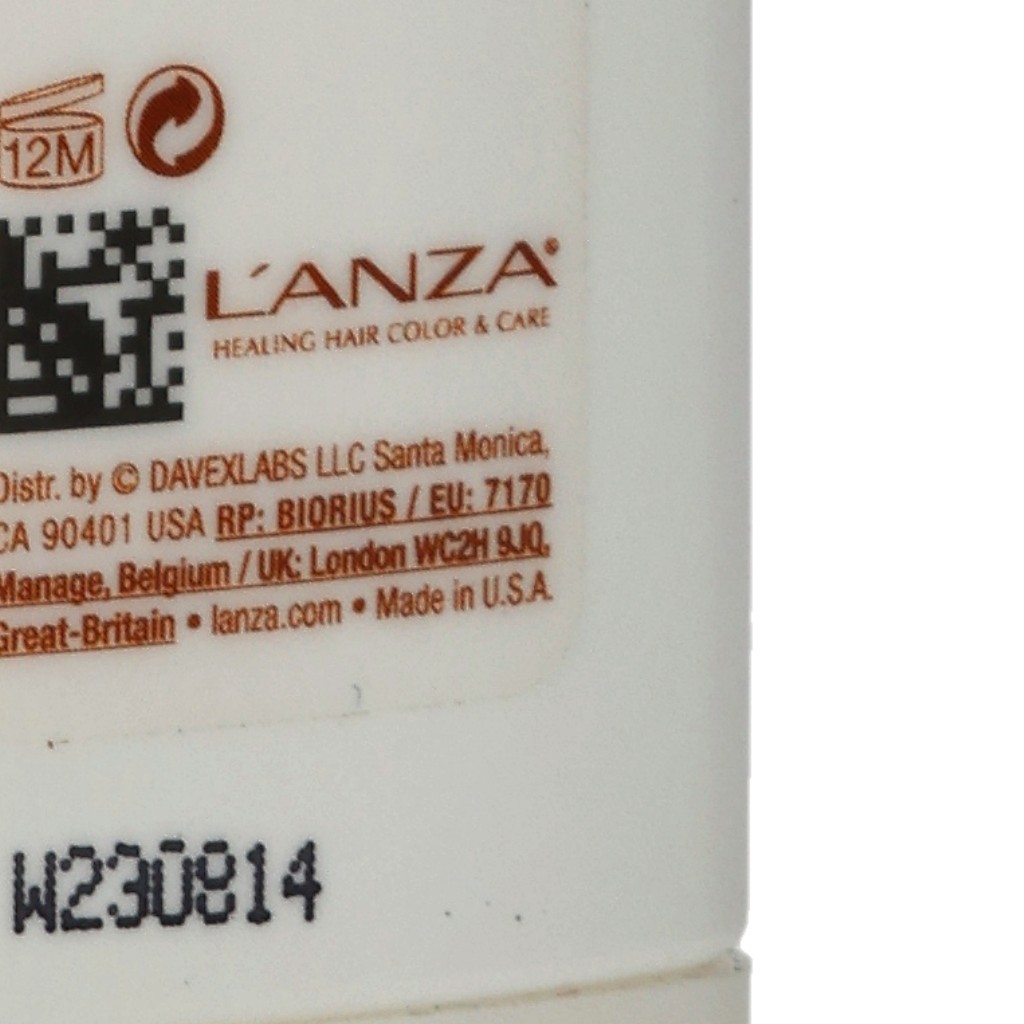 12M
L'ANZA®
HEALING HAIR COLOR & CARE
Distr. by © DAVEXLABS LLC Santa Monica,
CA 90401 USA RP: BIORIUS / EU: 7170
Manage, Belgium / UK: London WC2H 9JQ,
Great-Britain • lanza.com • Made in U.S.A.
W230814